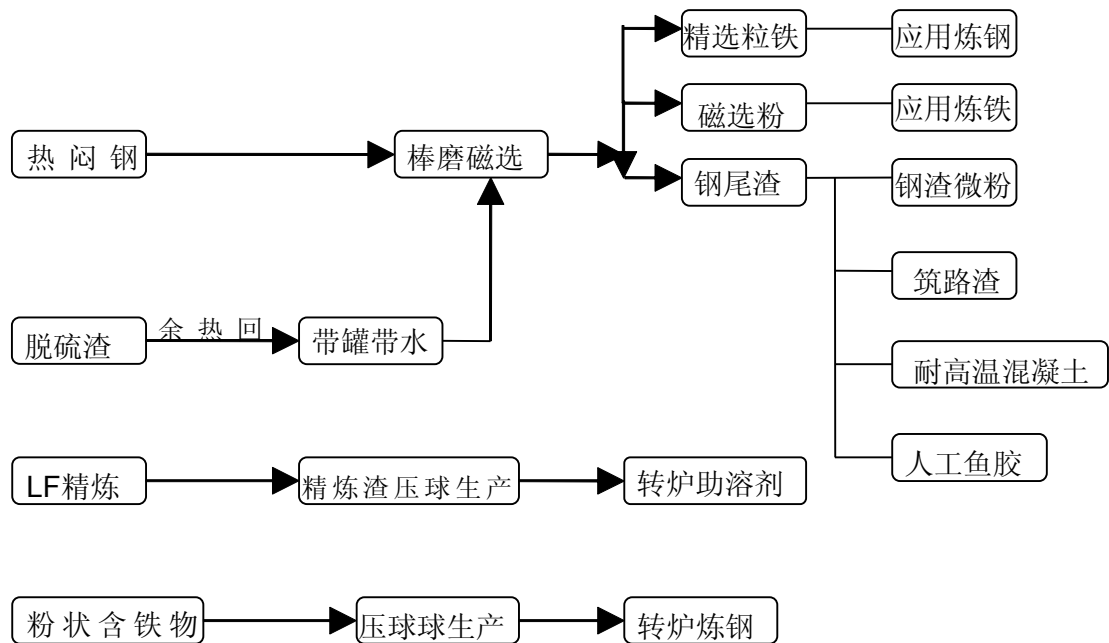 精选粒铁
应用炼钢
磁选粉
应用炼铁
热闷钢
棒磨磁选
钢尾渣
钢渣微粉
筑路渣
脱硫渣
余热回
带罐带水
耐高温混凝土
人工鱼胶
LF精炼
精炼渣压球生产
转炉助溶剂
粉状含铁物
压球球生产
转炉炼钢